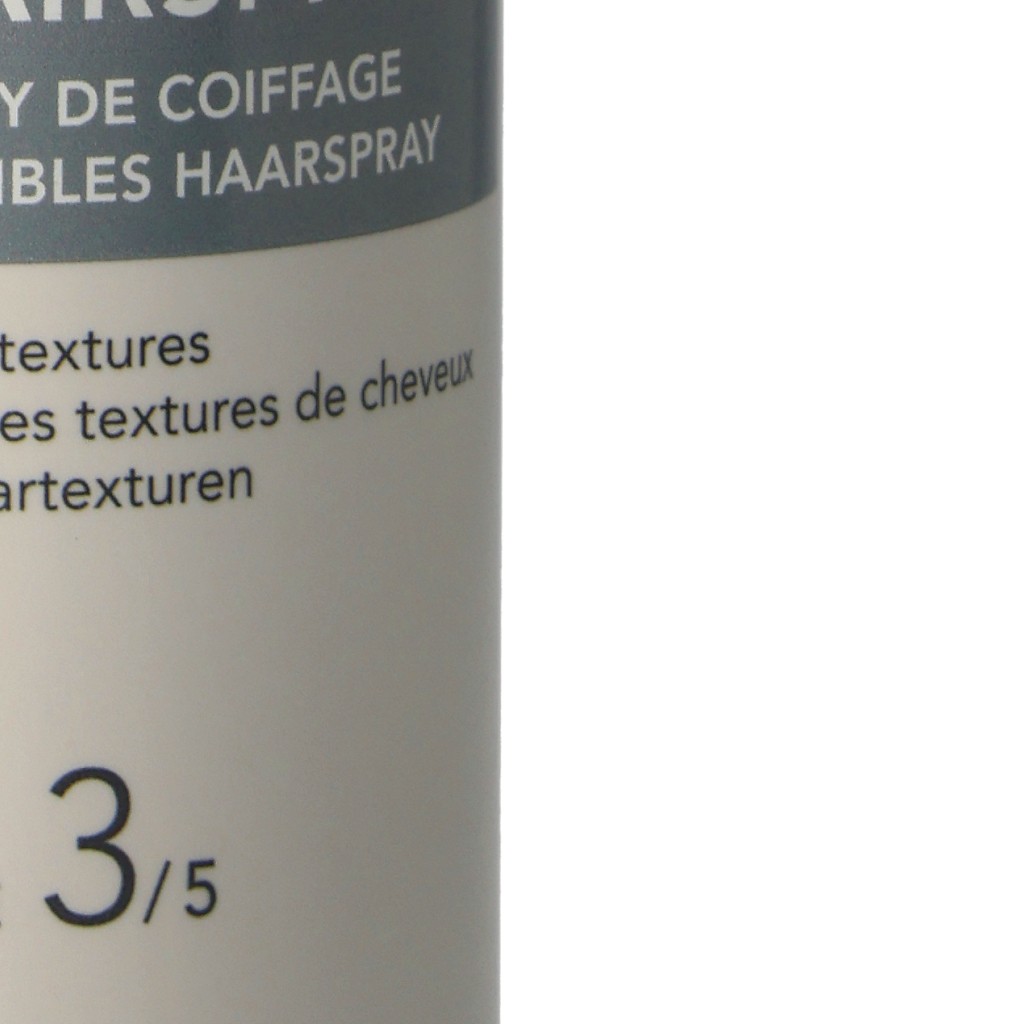 Y DE COIFFAGE
IBLES HAARSPRAY
textures
es textures de cheveux
artexturen
3/5